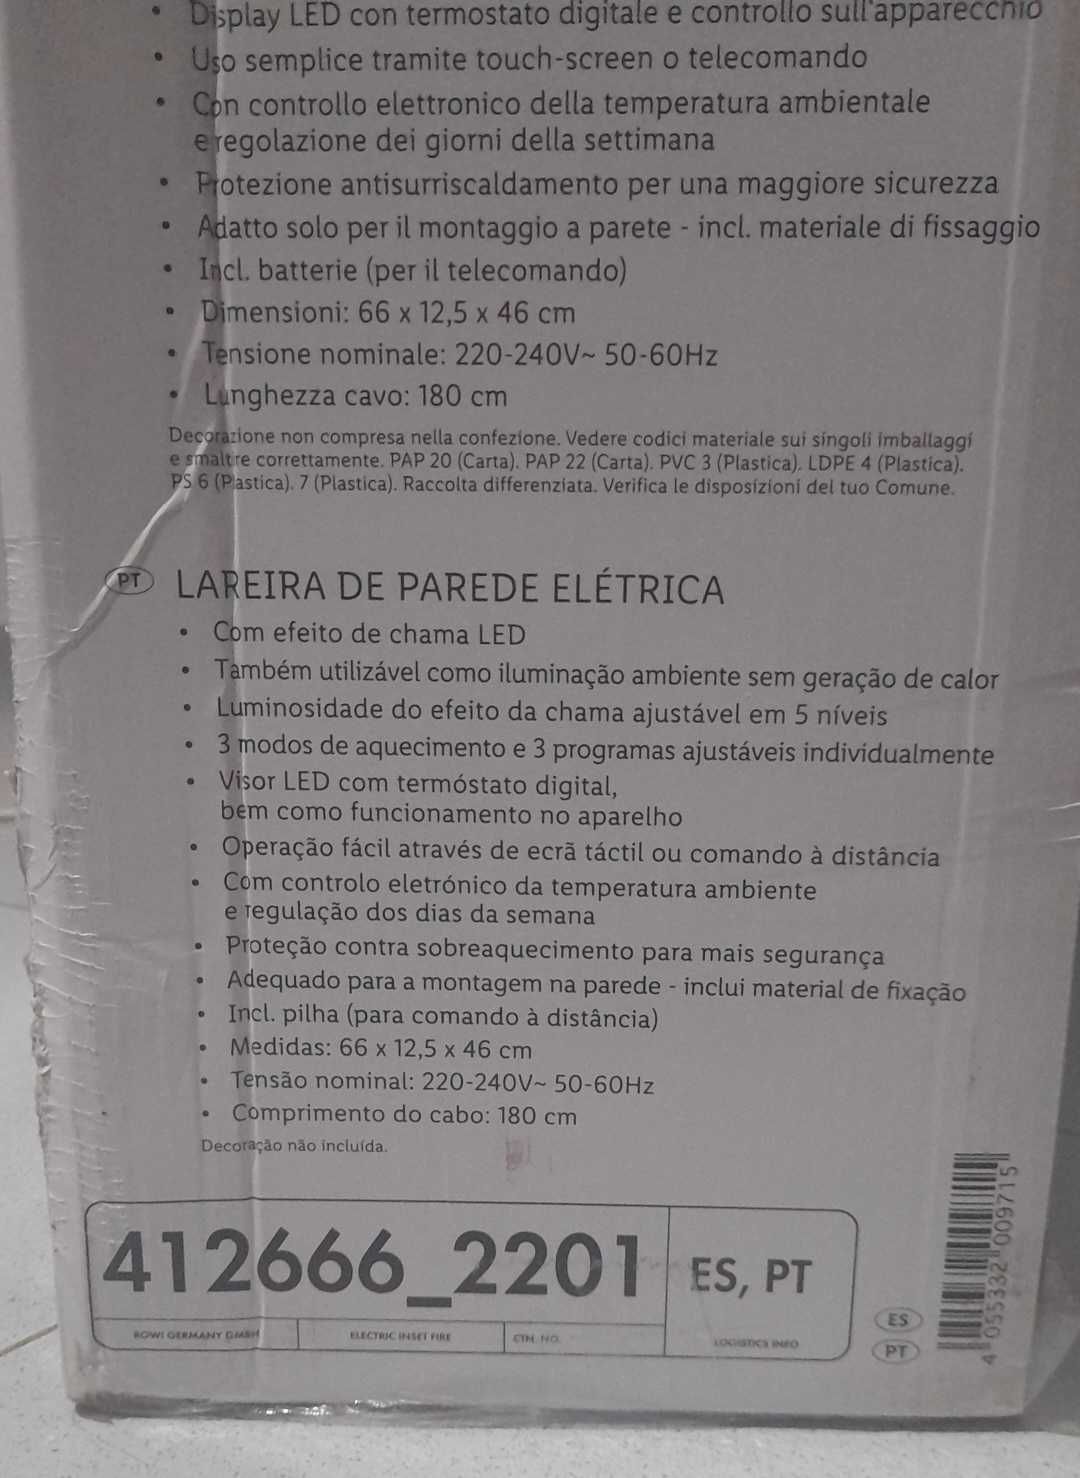 • Display LED con termostato digitale e controllo sull'apparecchio
• Uso semplice tramite touch-screen o telecomando
• Con controllo elettronico della temperatura ambientale
e regolazione dei giorni della settimana
• Protezione antisurriscaldamento per una maggiore sicurezza
• Adatto solo per il montaggio a parete - incl. materiale di fissaggio
• Incl. batterie (per il telecomando)
• Dimensioni: 66 x 12,5 x 46 cm
• Tensione nominale: 220-240V~ 50-60Hz
• Lunghezza cavo: 180 cm
Decorazione non compresa nella confezione. Vedere codici materiale sui singoli imballaggi
e smaltire correttamente. PAP 20 (Carta). PAP 22 (Carta). PVC 3 (Plastica). LDPE 4 (Plastica).
PS 6 (Plastica). 7 (Plastica). Raccolta differenziata. Verifica le disposizioni del tuo Comune.
PT LAREIRA DE PAREDE ELÉTRICA
• Com efeito de chama LED
• Também utilizável como iluminação ambiente sem geração de calor
• Luminosidade do efeito da chama ajustável em 5 níveis
• 3 modos de aquecimento e 3 programas ajustáveis individualmente
• Visor LED com termóstato digital,
bem como funcionamento no aparelho
• Operação fácil através de ecrã táctil ou comando à distância
• Com controlo eletrónico da temperatura ambiente
e regulação dos dias da semana
• Proteção contra sobreaquecimento para mais segurança
• Adequado para a montagem na parede - inclui material de fixação
• Incl. pilha (para comando à distância)
• Medidas: 66 x 12,5 x 46 cm
• Tensão nominal: 220-240V~ 50-60Hz
• Comprimento do cabo: 180 cm
Decoração não incluída.
412666_2201
ES, PT
ROWI GERMANY GMBH
ELECTRIC INSET FIRE
CTN. NO.
LOGISTICS INFO
ES
PT
4 055332 009715